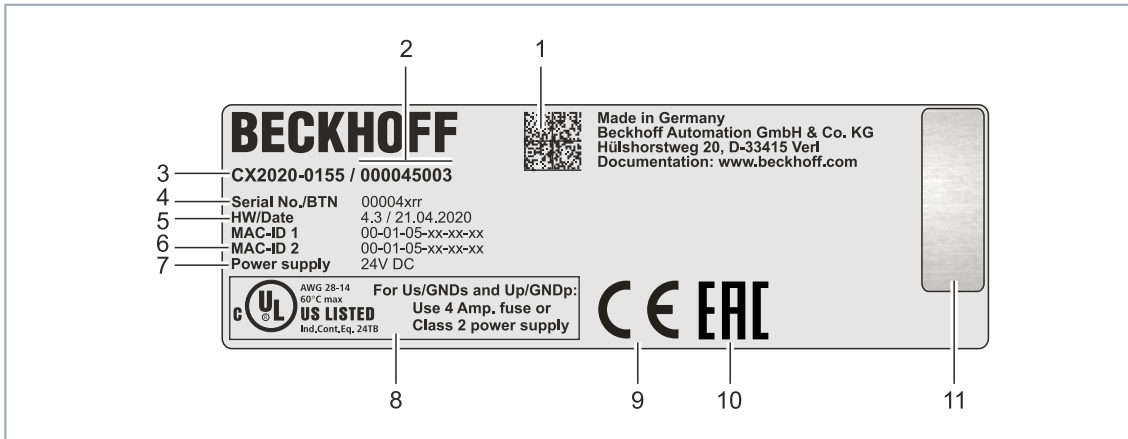 2
1
BECKHOFF
Made in Germany
Beckhoff Automation GmbH & Co. KG
Hülshorstweg 20, D-33415 Verl
Documentation: www.beckhoff.com
3
CX2020-0155 / 000045003
4
Serial No./BTN 00004xrr
5
HW/Date 4.3 / 21.04.2020
MAC-ID 1 00-01-05-xx-xx-xx
6
MAC-ID 2 00-01-05-xx-xx-xx
7
Power supply 24V DC
C UL ®
AWG 28-14
60°C max
US LISTED
Ind.Cont.Eq. 24TB
For Us/GNDs and Up/GNDp:
Use 4 Amp. fuse or
Class 2 power supply
CE
EAC
8
9
10
11